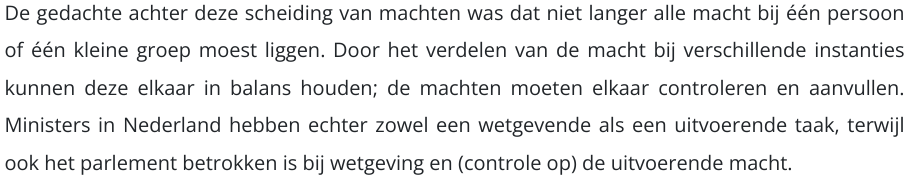 De gedachte achter deze scheiding van machten was dat niet langer alle macht bij één persoon
of één kleine groep moest liggen. Door het verdelen van de macht bij verschillende instanties
kunnen deze elkaar in balans houden; de machten moeten elkaar controleren en aanvullen.
Ministers in Nederland hebben echter zowel een wetgevende als een uitvoerende taak, terwijl
ook het parlement betrokken is bij wetgeving en (controle op) de uitvoerende macht.